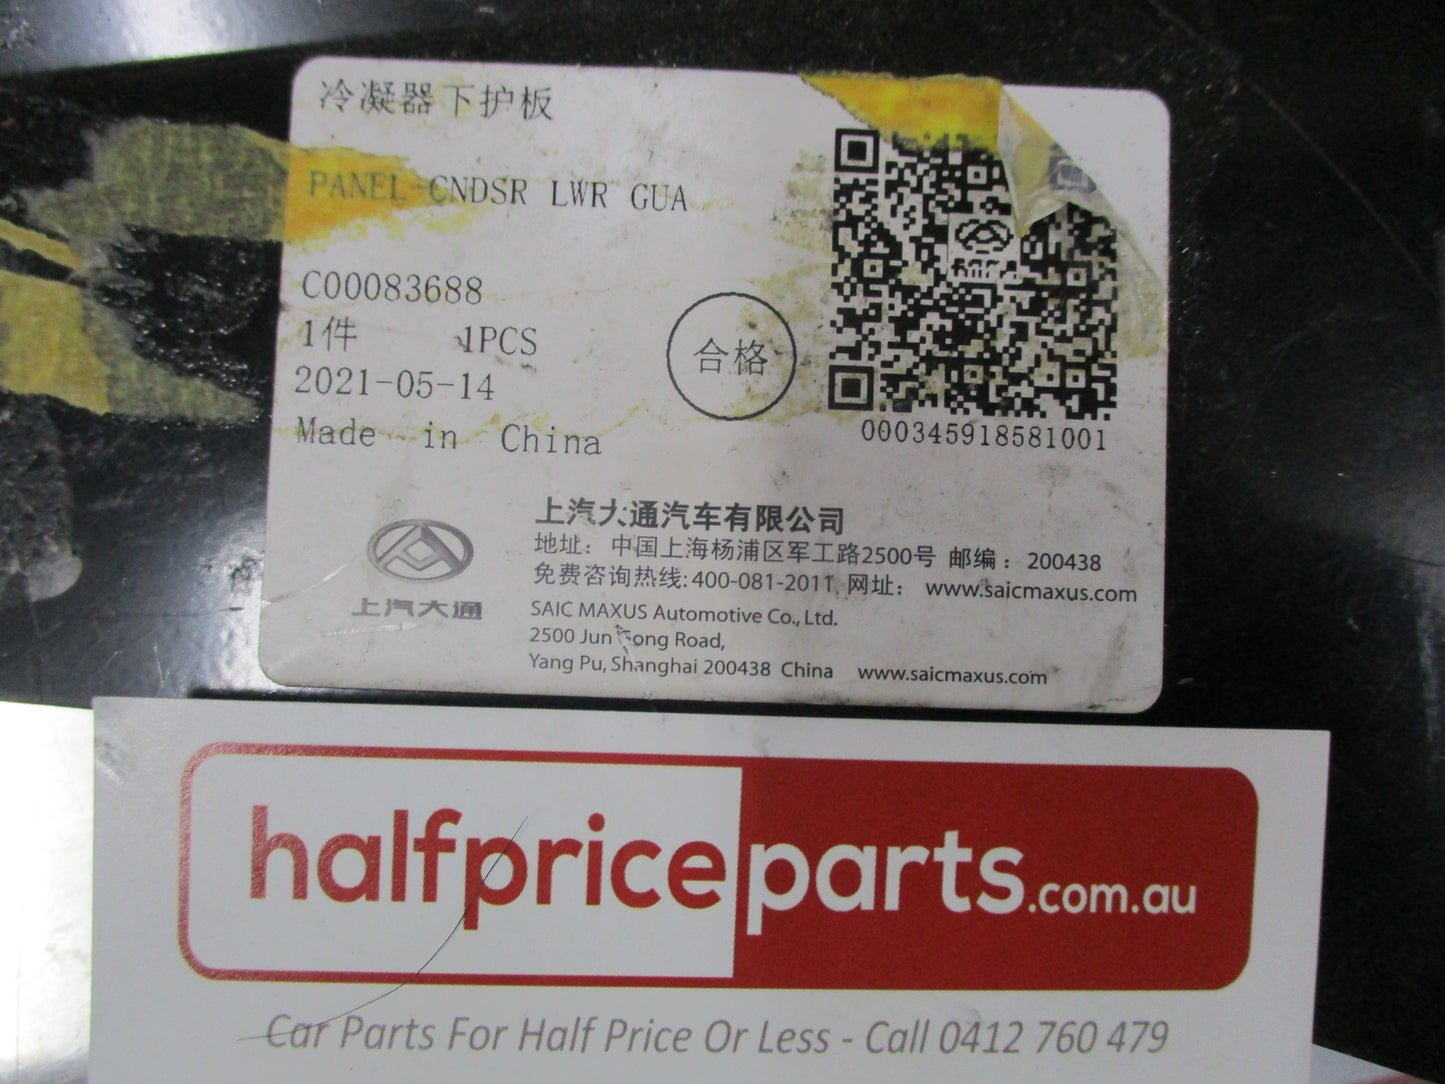 冷凝器下护板
PANEL-CNDSR LWR GUA
C00083688
1件 1PCS
2021-05-14
Made in China
合格
000345918581001
上汽大通
上汽大通汽车有限公司
地址：中国上海杨浦区军工路2500号 邮编：200438
免费咨询热线:400-081-2011 网址： www.saicmaxus.com
SAIC MAXUS Automotive Co., Ltd.
2500 Jun Gong Road,
Yang Pu, Shanghai 200438 China www.saicmaxus.com
halfpriceparts.com.au
Car Parts For Half Price Or Less - Call 0412 760 479